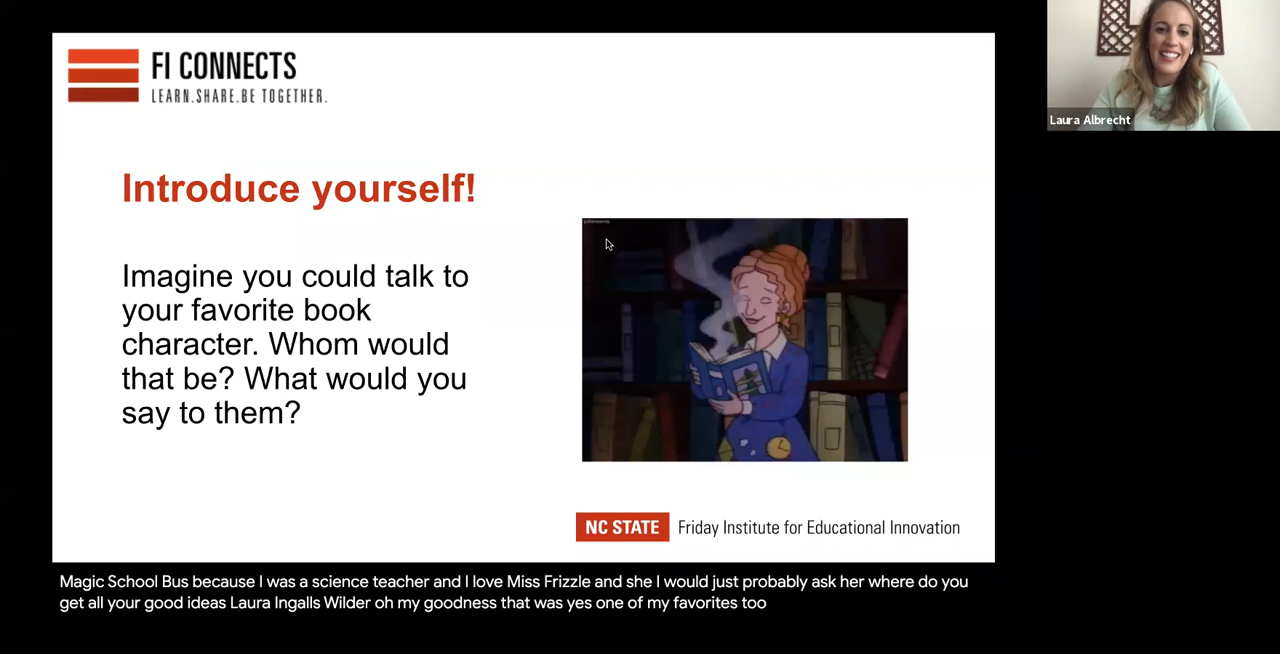 FI CONNECTS
LEARN.SHARE.BE TOGETHER.
Laura Albrecht
Introduce yourself!
Imagine you could talk to
your favorite book
character. Whom would
that be? What would you
say to them?
NC STATE Friday Institute for Educational Innovation
Magic School Bus because I was a science teacher and I love Miss Frizzle and she I would just probably ask her where do you
get all your good ideas Laura Ingalls Wilder oh my goodness that was yes one of my favorites too